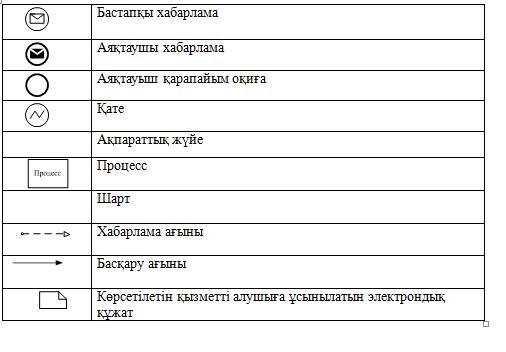 Бастапқы хабарлама
Аяқтаушы хабарлама
Аяқтауыш қарапайым оқиға
Қате
Ақпараттық жүйе
Процесс
Процесс
Шарт
Хабарлама ағыны
Басқару ағыны
Көрсетілетін қызметті алушыға ұсынылатын электрондық
құжат